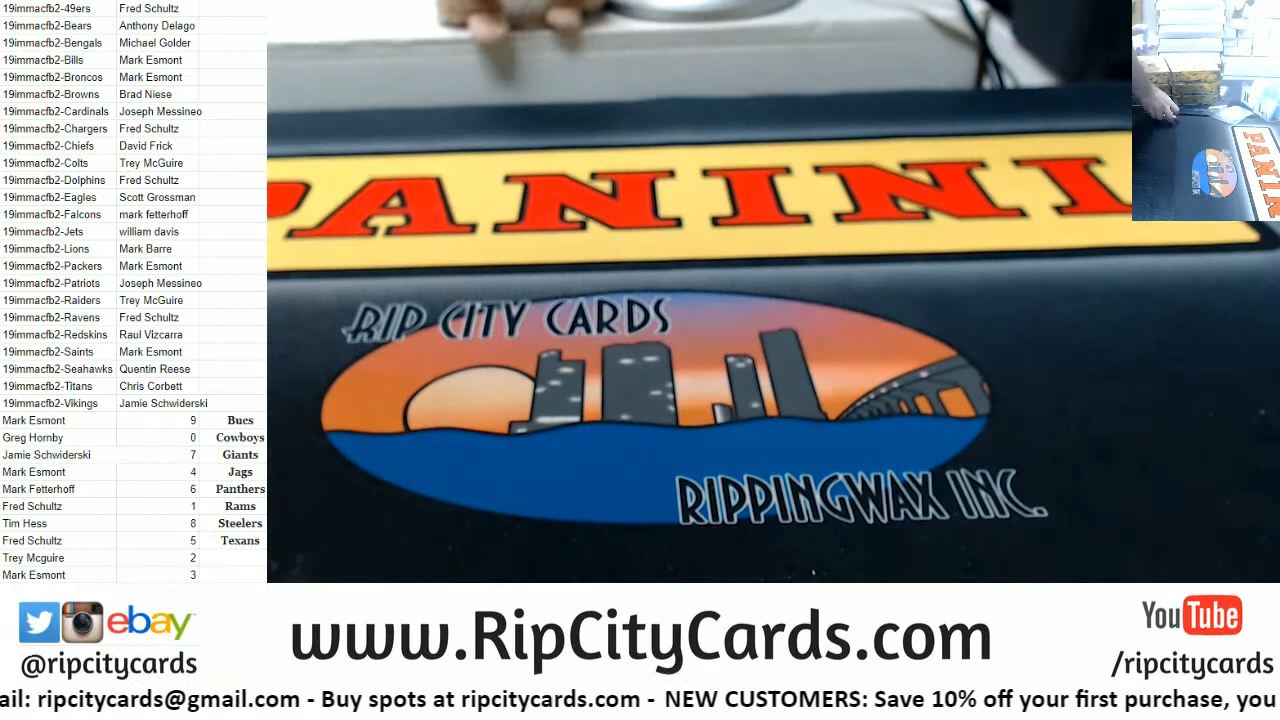 19immacfb2-49ers Fred Schultz
19immacfb2-Bears Anthony Delago
19immacfb2-Bengals Michael Golder
19immacfb2-Bills Mark Esmont
19immacfb2-Broncos Mark Esmont
19immacfb2-Browns Brad Niese
19immacfb2-Cardinals Joseph Messineo
19immacfb2-Chargers Fred Schultz
19immacfb2-Chiefs David Frick
19immacfb2-Colts Trey McGuire
19immacfb2-Dolphins Fred Schultz
19immacfb2-Eagles Scott Grossman
19immacfb2-Falcons mark fetterhoff
19immacfb2-Jets william davis
19immacfb2-Lions Mark Barre
19immacfb2-Packers Mark Esmont
19immacfb2-Patriots Joseph Messineo
19immacfb2-Raiders Trey McGuire
19immacfb2-Ravens Fred Schultz
19immacfb2-Redskins Raul Vizcarra
19immacfb2-Saints Mark Esmont
19immacfb2-Seahawks Quentin Reese
19immacfb2-Titans Chris Corbett
19immacfb2-Vikings Jamie Schwiderski
Mark Esmont 9 Bucs
Greg Hornby 0 Cowboys
Jamie Schwiderski 7 Giants
Mark Esmont 4 Jags
Mark Fetterhoff 6 Panthers
Fred Schultz 1 Rams
Tim Hess 8 Steelers
Fred Schultz 5 Texans
Trey Mcguire 2
Mark Esmont 3
PANINI
RIP CITY CARDS
RIPPINGWAX INC.
PANINI
ebay
@ripcitycards
www.RipCityCards.com
YouTube
/ripcitycards
ail: ripcitycards@gmail.com - Buy spots at ripcitycards.com - NEW CUSTOMERS: Save 10% off your first purchase, you